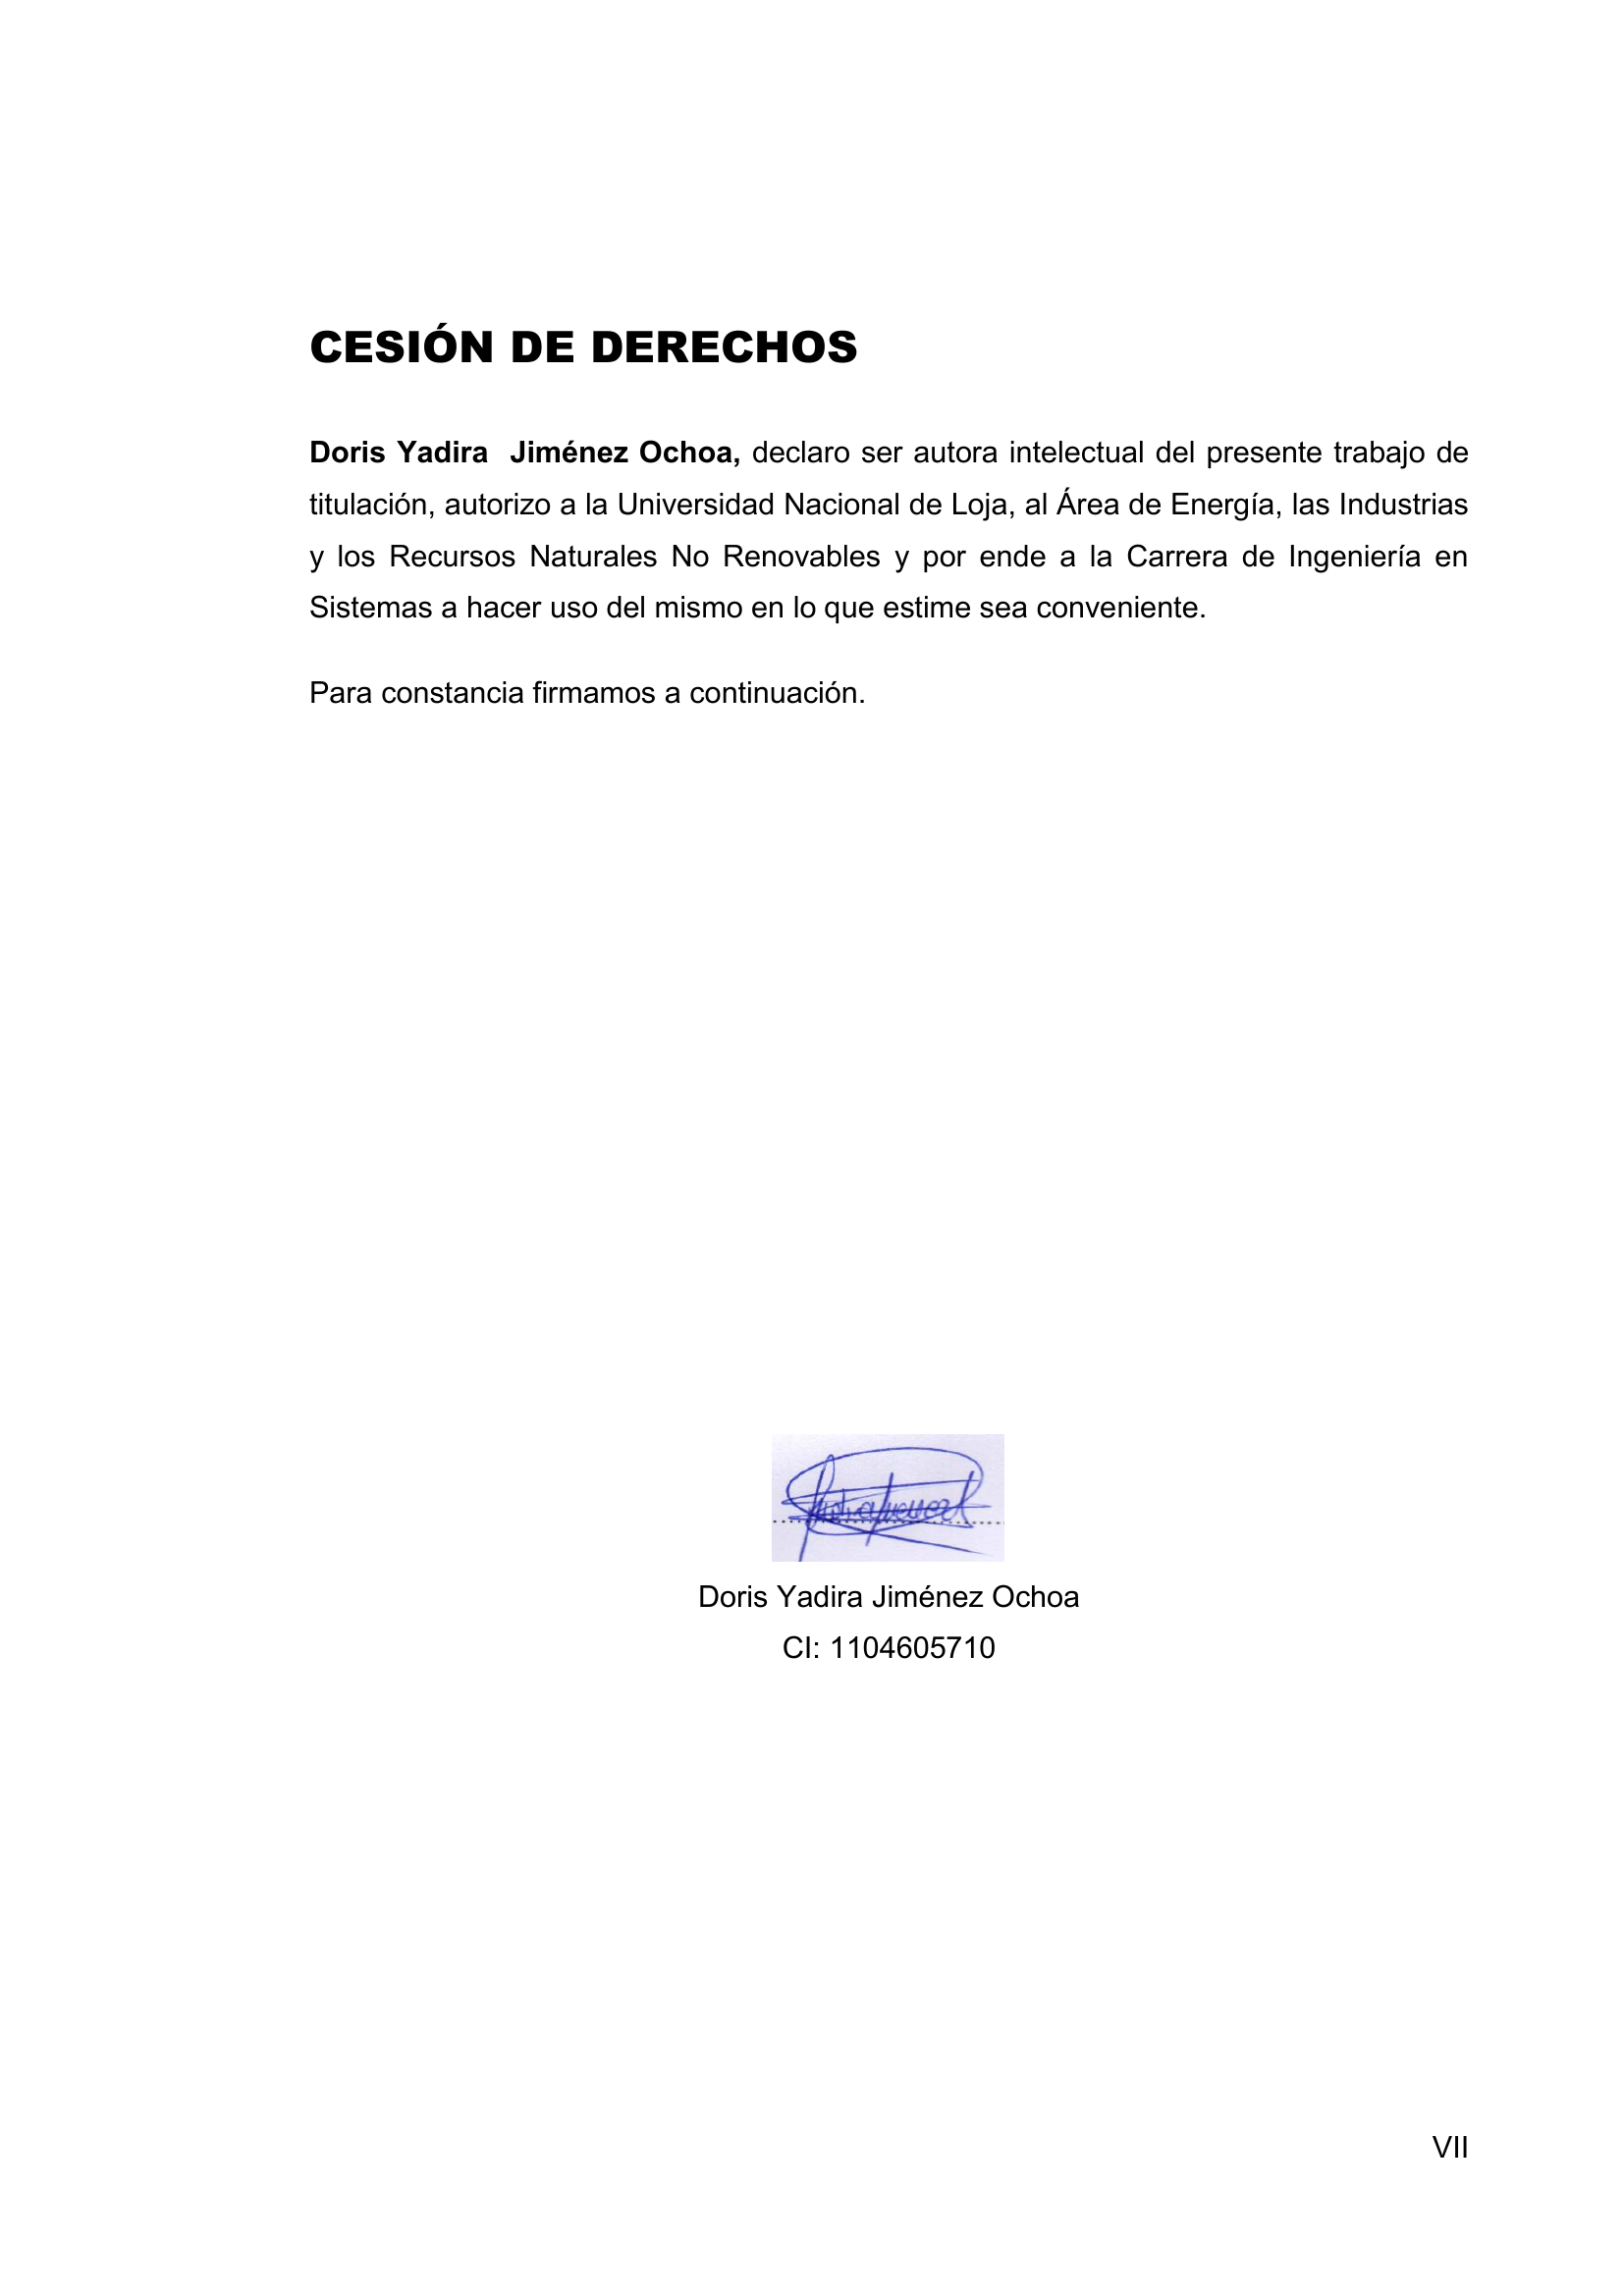 CESIÓN DE DERECHOS
Doris Yadira  Jiménez Ochoa, declaro ser autora intelectual del presente trabajo de
titulación, autorizo a la Universidad Nacional de Loja, al Área de Energía, las Industrias
y los Recursos Naturales No Renovables y por ende a la Carrera de Ingeniería en
Sistemas a hacer uso del mismo en lo que estime sea conveniente.
Para constancia firmamos a continuación.
Doris Yadira Jiménez Ochoa
CI: 1104605710
VII